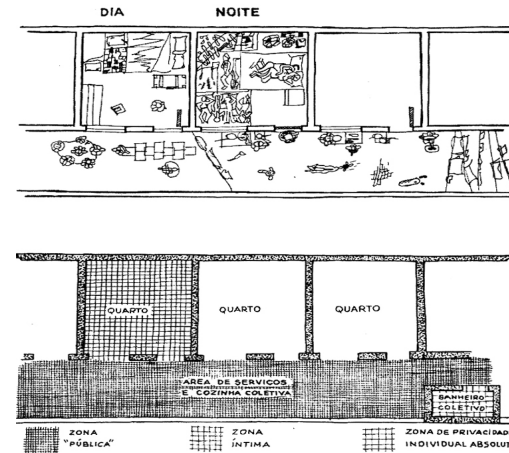 DIA
NOITE
QUARTO
QUARTO
QUARTO
AREA DE SERVIÇOS
E COZINHA COLETIVA
BANHEIRO
COLETIVO
ZONA
"PÚBLICA"
ZONA
ÍNTIMA
ZONA DE PRIVACIDAD
INDIVIDUAL ABSOLUT